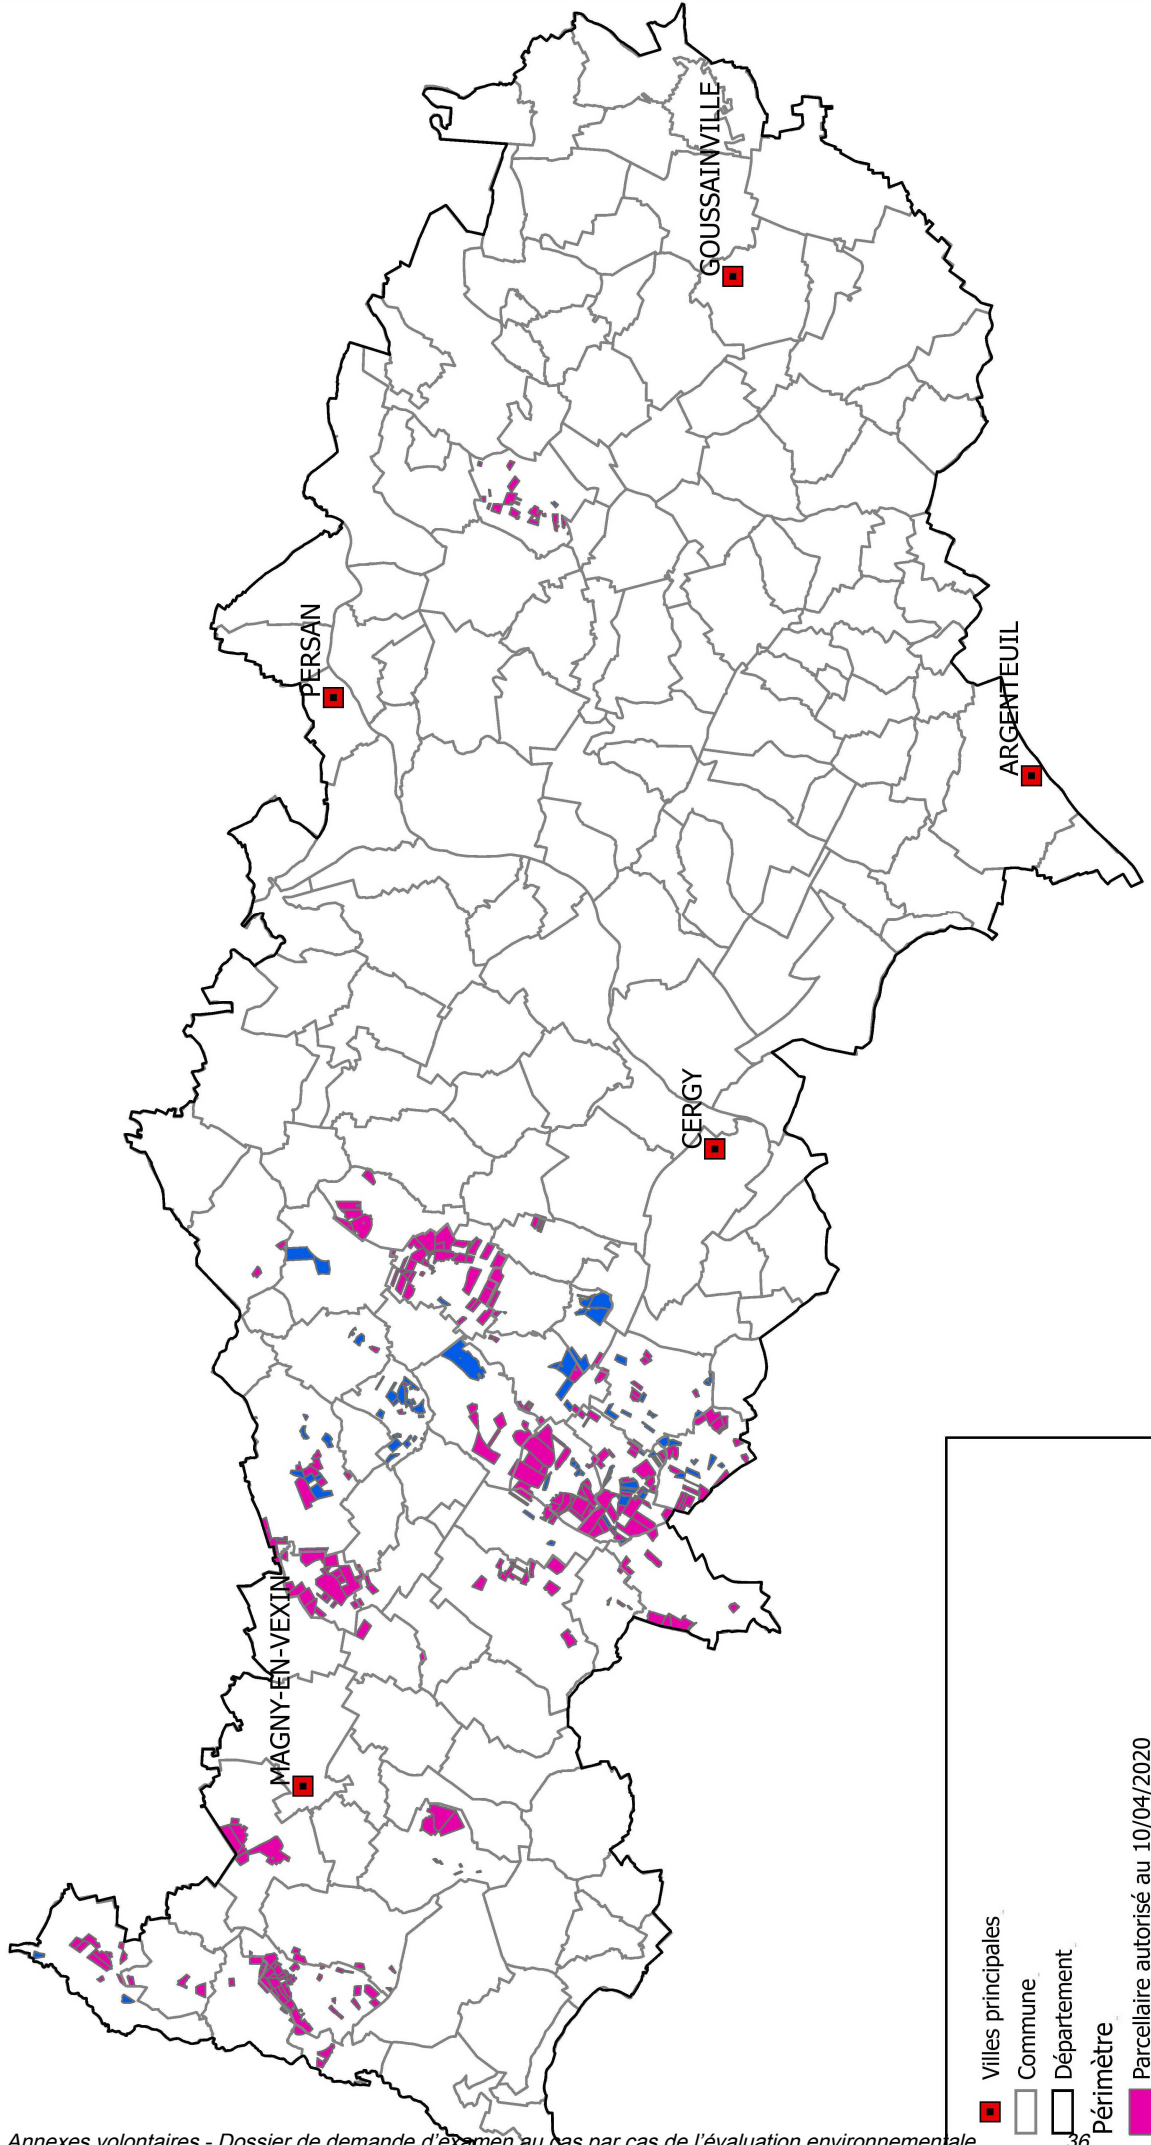 GOUSSAINVILLE
PERSAN
ARGENTEUIL
CERGY
MAGNY-EN-VEXIN
Villes principales
Commune
Département
Périmètre
Parcellaire autorisé au 10/04/2020
Annexes volontaires - Dossier de demande d'examen au cas par cas de l'évaluation environnementale
36